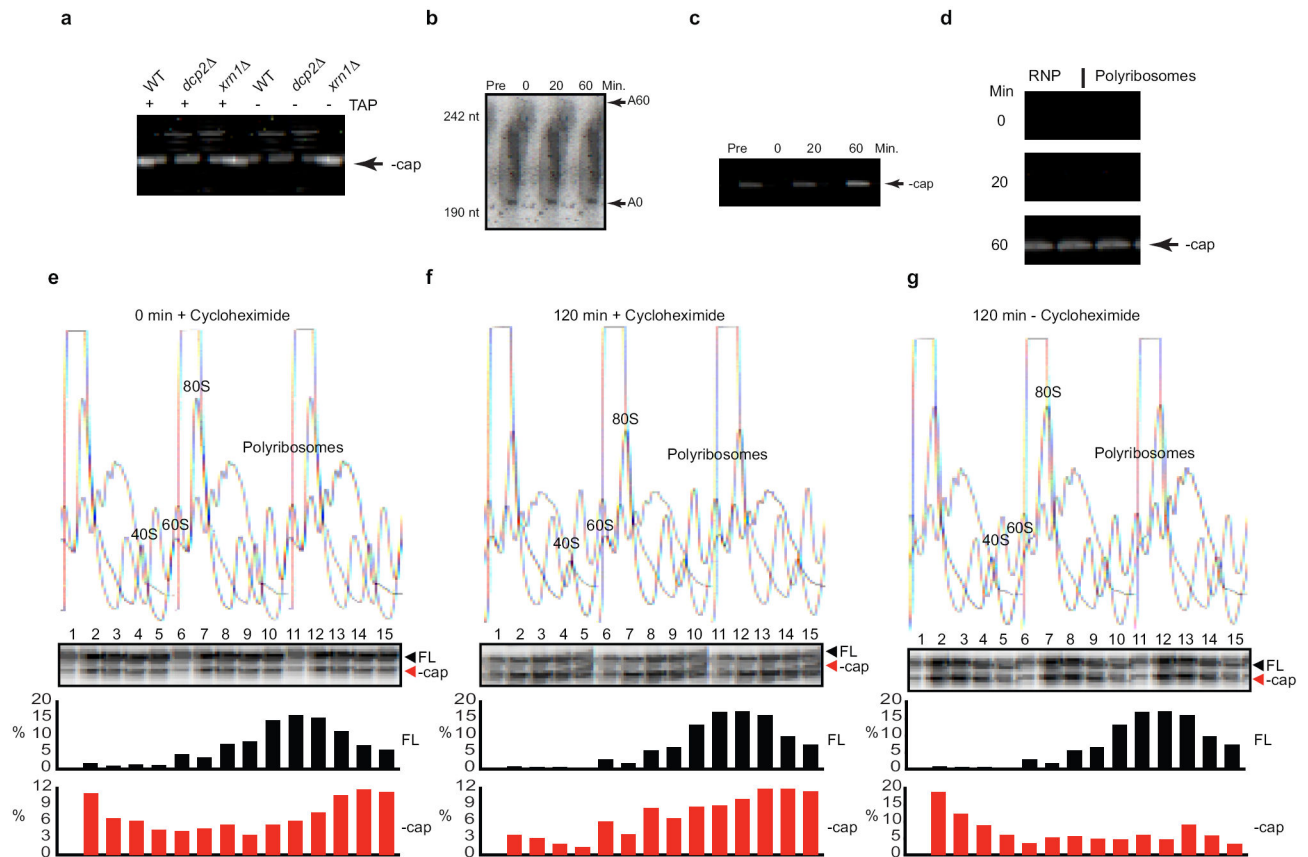 a
WT dcp2Δ xrn1Δ WT dcp2Δ xrn1Δ
+ + + - - - TAP
-cap
b
Pre 0 20 60 Min.
242 nt
A60
190 nt
A0
c
Pre 0 20 60 Min.
-cap
d
RNP Polyribosomes
Min
0
20
60
-cap
e
0 min + Cycloheximide
80S
Polyribosomes
40S
60S
1 2 3 4 5 6 7 8 9 10 11 12 13 14 15
FL
-cap
20
15
10
5
0
%
FL
12
9
6
3
0
%
-cap
f
120 min + Cycloheximide
80S
Polyribosomes
60S
40S
1 2 3 4 5 6 7 8 9 10 11 12 13 14 15
FL
-cap
20
15
10
5
0
%
FL
12
9
6
3
0
%
-cap
g
120 min - Cycloheximide
80S
Polyribosomes
60S
40S
1 2 3 4 5 6 7 8 9 10 11 12 13 14 15
FL
-cap
20
15
10
5
0
%
FL
20
15
10
5
0
%
-cap